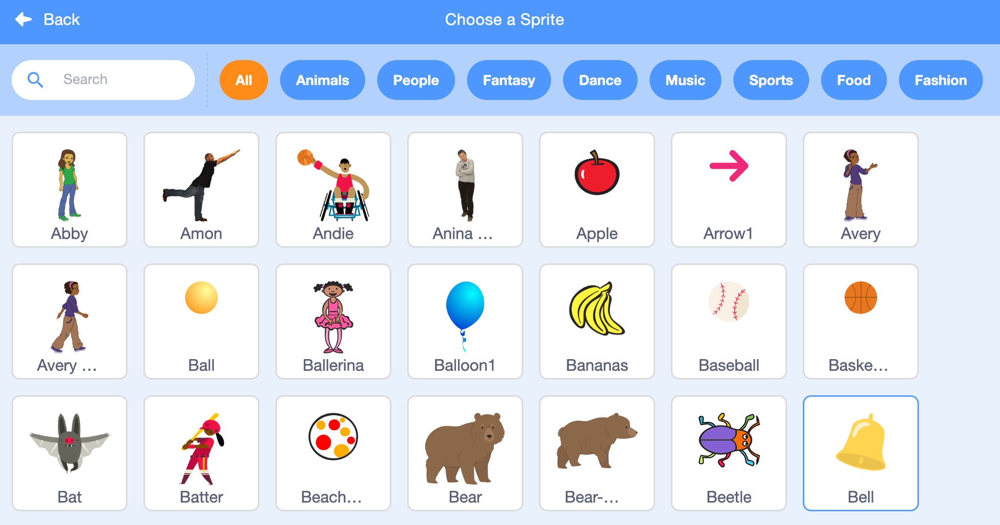 Back
Choose a Sprite
Search
All
Animals
People
Fantasy
Dance
Music
Sports
Food
Fashion
Abby
Amon
Andie
Anina ...
Apple
Arrow1
Avery
Avery ...
Ball
Ballerina
Balloon1
Bananas
Baseball
Baske...
Bat
Batter
Beach...
Bear
Bear-...
Beetle
Bell